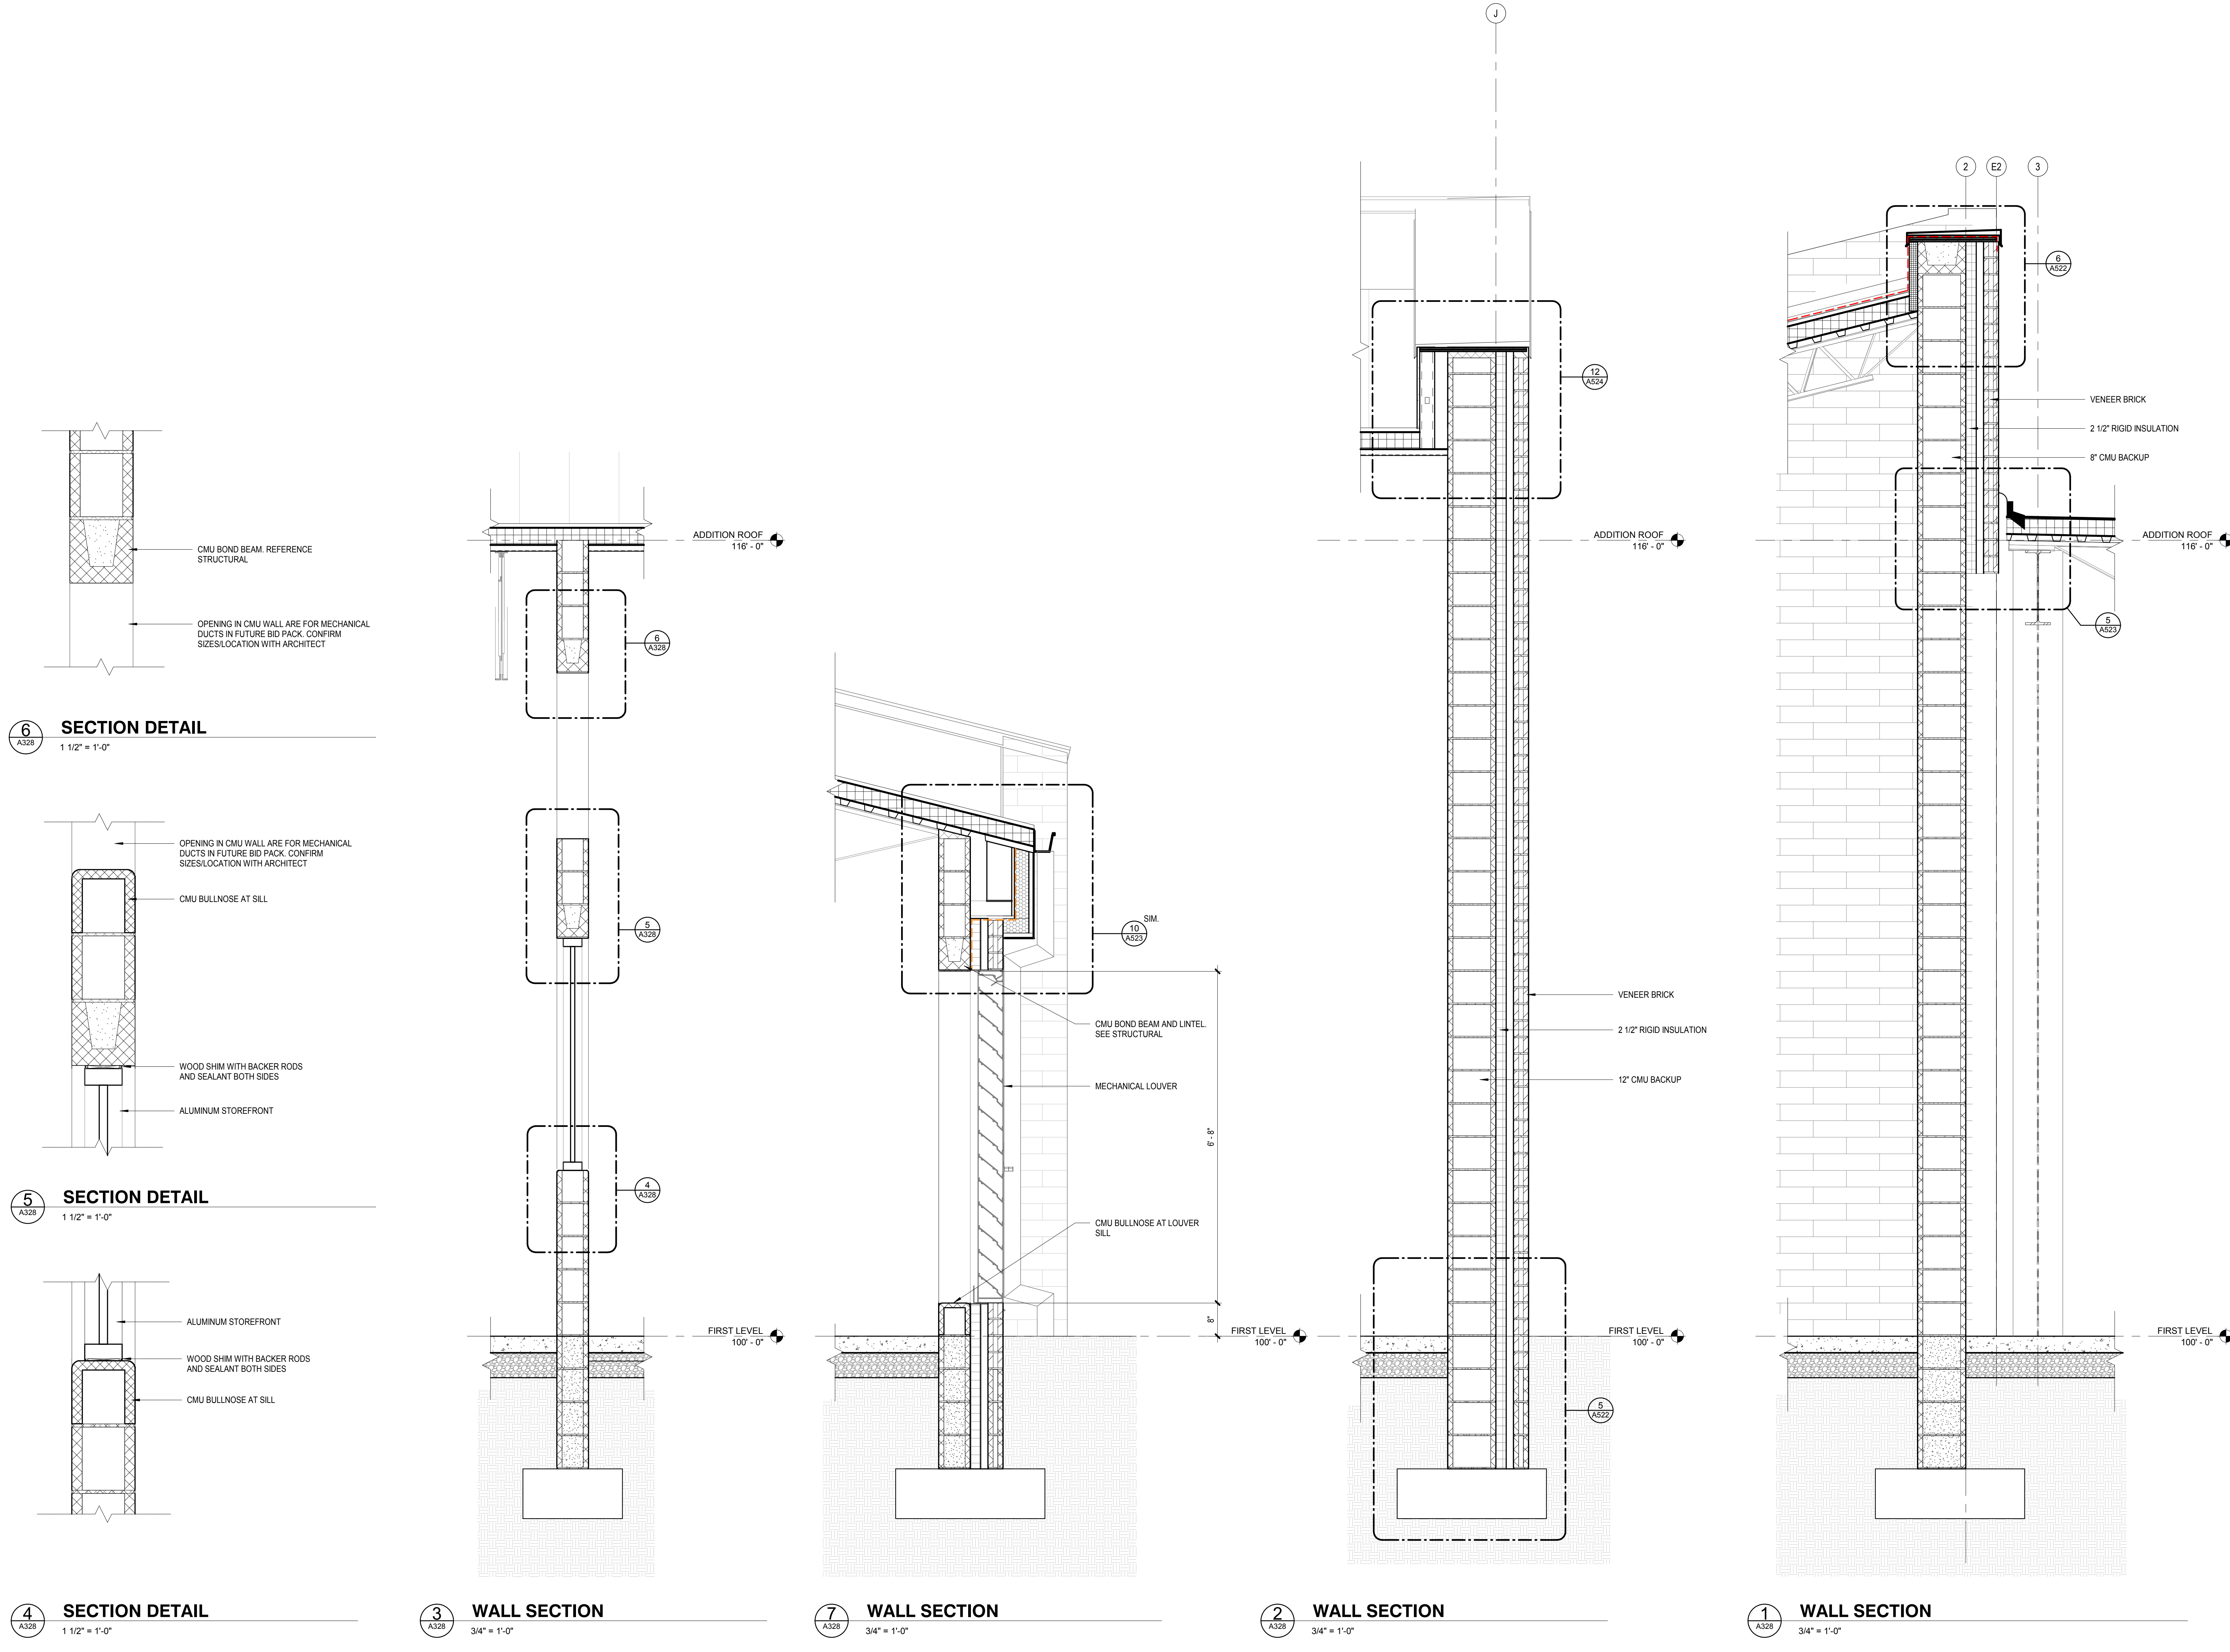 CMU BOND BEAM. REFERENCE
STRUCTURAL
OPENING IN CMU WALL ARE FOR MECHANICAL
DUCTS IN FUTURE BID PACK. CONFIRM
SIZES/LOCATION WITH ARCHITECT
6
A328
SECTION DETAIL
1 1/2" = 1'-0"
OPENING IN CMU WALL ARE FOR MECHANICAL
DUCTS IN FUTURE BID PACK. CONFIRM
SIZES/LOCATION WITH ARCHITECT
CMU BULLNOSE AT SILL
WOOD SHIM WITH BACKER RODS
AND SEALANT BOTH SIDES
ALUMINUM STOREFRONT
5
A328
SECTION DETAIL
1 1/2" = 1'-0"
ALUMINUM STOREFRONT
WOOD SHIM WITH BACKER RODS
AND SEALANT BOTH SIDES
CMU BULLNOSE AT SILL
4
A328
SECTION DETAIL
1 1/2" = 1'-0"
ADDITION ROOF
116' - 0"
6
A328
5
A328
4
A328
FIRST LEVEL
100' - 0"
3
A328
WALL SECTION
3/4" = 1'-0"
SIM.
10
A523
CMU BOND BEAM AND LINTEL.
SEE STRUCTURAL
MECHANICAL LOUVER
6' - 8"
CMU BULLNOSE AT LOUVER
SILL
8"
FIRST LEVEL
100' - 0"
7
A328
WALL SECTION
3/4" = 1'-0"
J
12
A524
ADDITION ROOF
116' - 0"
VENEER BRICK
2 1/2" RIGID INSULATION
12" CMU BACKUP
FIRST LEVEL
100' - 0"
5
A522
2
A328
WALL SECTION
3/4" = 1'-0"
2
E2
3
6
A522
VENEER BRICK
2 1/2" RIGID INSULATION
8" CMU BACKUP
ADDITION ROOF
116' - 0"
5
A523
FIRST LEVEL
100' - 0"
1
A328
WALL SECTION
3/4" = 1'-0"